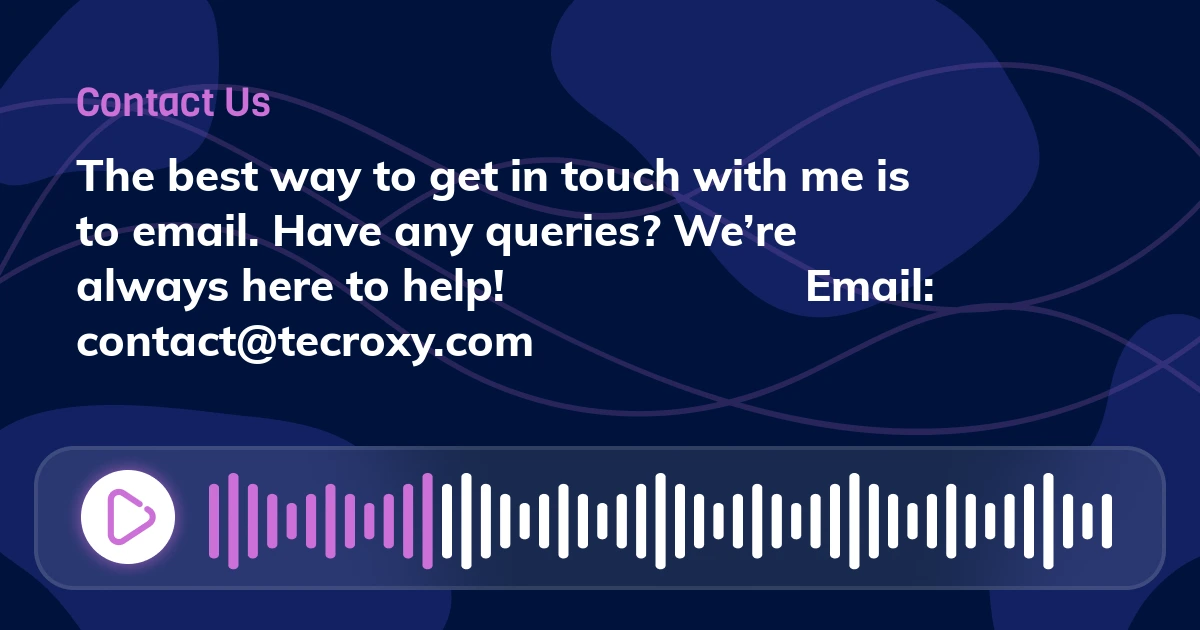 Contact Us
The best way to get in touch with me is
to email. Have any queries? We’re
always here to help! Email:
contact@tecroxy.com